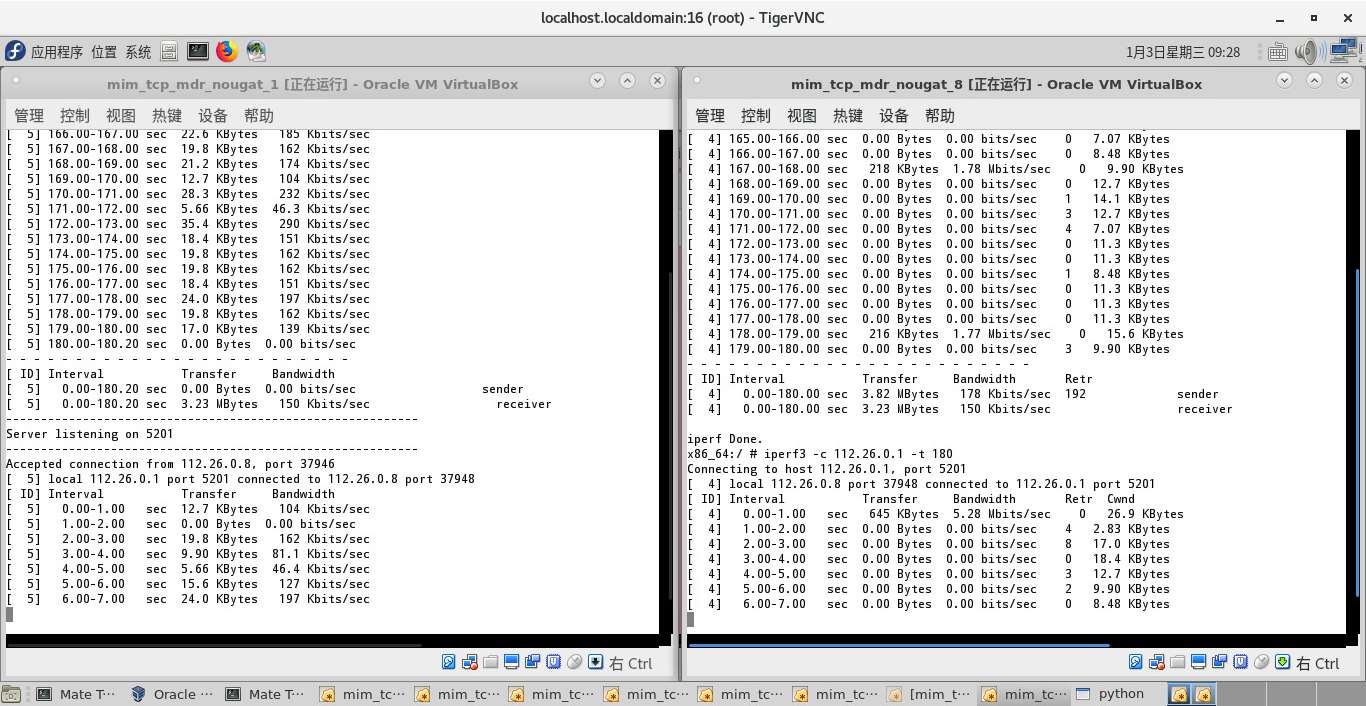 localhost.localdomain:16 (root) - TigerVNC
应用程序 位置 系统
1月3日星期三 09:28
mim_tcp_mdr_nougat_1 [正在运行] - Oracle VM VirtualBox
管理 控制 视图 热键 设备 帮助
[  5] 166.00-167.00 sec  22.6 KBytes   185 Kbits/sec
[  5] 167.00-168.00 sec  19.8 KBytes   162 Kbits/sec
[  5] 168.00-169.00 sec  21.2 KBytes   174 Kbits/sec
[  5] 169.00-170.00 sec  12.7 KBytes   104 Kbits/sec
[  5] 170.00-171.00 sec  28.3 KBytes   232 Kbits/sec
[  5] 171.00-172.00 sec  5.66 KBytes  46.3 Kbits/sec
[  5] 172.00-173.00 sec  35.4 KBytes   290 Kbits/sec
[  5] 173.00-174.00 sec  18.4 KBytes   151 Kbits/sec
[  5] 174.00-175.00 sec  19.8 KBytes   162 Kbits/sec
[  5] 175.00-176.00 sec  19.8 KBytes   162 Kbits/sec
[  5] 176.00-177.00 sec  18.4 KBytes   151 Kbits/sec
[  5] 177.00-178.00 sec  24.0 KBytes   197 Kbits/sec
[  5] 178.00-179.00 sec  19.8 KBytes   162 Kbits/sec
[  5] 179.00-180.00 sec  17.0 KBytes   139 Kbits/sec
[  5] 180.00-180.20 sec  0.00 Bytes  0.00 bits/sec
- - - - - - - - - - - - - - - - - - - - - - - - -
[ ID] Interval           Transfer     Bandwidth
[  5]   0.00-180.20 sec  0.00 Bytes  0.00 bits/sec                  sender
[  5]   0.00-180.20 sec  3.23 MBytes   150 Kbits/sec                  receiver
-----------------------------------------------------------
Server listening on 5201
-----------------------------------------------------------
Accepted connection from 112.26.0.8, port 37946
[  5] local 112.26.0.1 port 5201 connected to 112.26.0.8 port 37948
[ ID] Interval           Transfer     Bandwidth
[  5]   0.00-1.00   sec  12.7 KBytes   104 Kbits/sec
[  5]   1.00-2.00   sec  0.00 Bytes  0.00 bits/sec
[  5]   2.00-3.00   sec  19.8 KBytes   162 Kbits/sec
[  5]   3.00-4.00   sec  9.90 KBytes  81.1 Kbits/sec
[  5]   4.00-5.00   sec  5.66 KBytes  46.4 Kbits/sec
[  5]   5.00-6.00   sec  15.6 KBytes   127 Kbits/sec
[  5]   6.00-7.00   sec  24.0 KBytes   197 Kbits/sec
右 Ctrl
mim_tcp_mdr_nougat_8 [正在运行] - Oracle VM VirtualBox
管理 控制 视图 热键 设备 帮助
[  4] 165.00-166.00 sec  0.00 Bytes  0.00 bits/sec    0   7.07 KBytes
[  4] 166.00-167.00 sec  0.00 Bytes  0.00 bits/sec    0   8.48 KBytes
[  4] 167.00-168.00 sec   218 KBytes  1.78 Mbits/sec    0   9.90 KBytes
[  4] 168.00-169.00 sec  0.00 Bytes  0.00 bits/sec    0   12.7 KBytes
[  4] 169.00-170.00 sec  0.00 Bytes  0.00 bits/sec    1   14.1 KBytes
[  4] 170.00-171.00 sec  0.00 Bytes  0.00 bits/sec    3   12.7 KBytes
[  4] 171.00-172.00 sec  0.00 Bytes  0.00 bits/sec    4   7.07 KBytes
[  4] 172.00-173.00 sec  0.00 Bytes  0.00 bits/sec    0   11.3 KBytes
[  4] 173.00-174.00 sec  0.00 Bytes  0.00 bits/sec    0   11.3 KBytes
[  4] 174.00-175.00 sec  0.00 Bytes  0.00 bits/sec    1   8.48 KBytes
[  4] 175.00-176.00 sec  0.00 Bytes  0.00 bits/sec    0   11.3 KBytes
[  4] 176.00-177.00 sec  0.00 Bytes  0.00 bits/sec    0   11.3 KBytes
[  4] 177.00-178.00 sec  0.00 Bytes  0.00 bits/sec    0   11.3 KBytes
[  4] 178.00-179.00 sec   216 KBytes  1.77 Mbits/sec    0   15.6 KBytes
[  4] 179.00-180.00 sec  0.00 Bytes  0.00 bits/sec    3   9.90 KBytes
- - - - - - - - - - - - - - - - - - - - - - - - -
[ ID] Interval           Transfer     Bandwidth       Retr
[  4]   0.00-180.00 sec  3.82 MBytes   178 Kbits/sec  192             sender
[  4]   0.00-180.00 sec  3.23 MBytes   150 Kbits/sec                  receiver
iperf Done.
x86_64:/ # iperf3 -c 112.26.0.1 -t 180
Connecting to host 112.26.0.1, port 5201
[  4] local 112.26.0.8 port 37948 connected to 112.26.0.1 port 5201
[ ID] Interval           Transfer     Bandwidth       Retr  Cwnd
[  4]   0.00-1.00   sec   645 KBytes  5.28 Mbits/sec    0   26.9 KBytes
[  4]   1.00-2.00   sec  0.00 Bytes  0.00 bits/sec    4   2.83 KBytes
[  4]   2.00-3.00   sec  0.00 Bytes  0.00 bits/sec    8   17.0 KBytes
[  4]   3.00-4.00   sec  0.00 Bytes  0.00 bits/sec    0   18.4 KBytes
[  4]   4.00-5.00   sec  0.00 Bytes  0.00 bits/sec    3   12.7 KBytes
[  4]   5.00-6.00   sec  0.00 Bytes  0.00 bits/sec    2   9.90 KBytes
[  4]   6.00-7.00   sec  0.00 Bytes  0.00 bits/sec    0   8.48 KBytes
右 Ctrl
Mate T··· Oracle ··· Mate T··· mim_tc··· mim_tc··· mim_tc··· mim_tc··· mim_tc··· mim_tc··· [mim_t··· mim_tc··· python